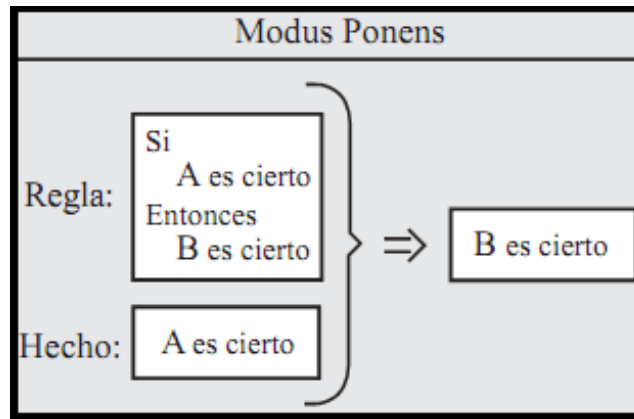 Modus Ponens
Regla:
Si
A es cierto
Entonces
B es cierto
Hecho:
A es cierto
B es cierto